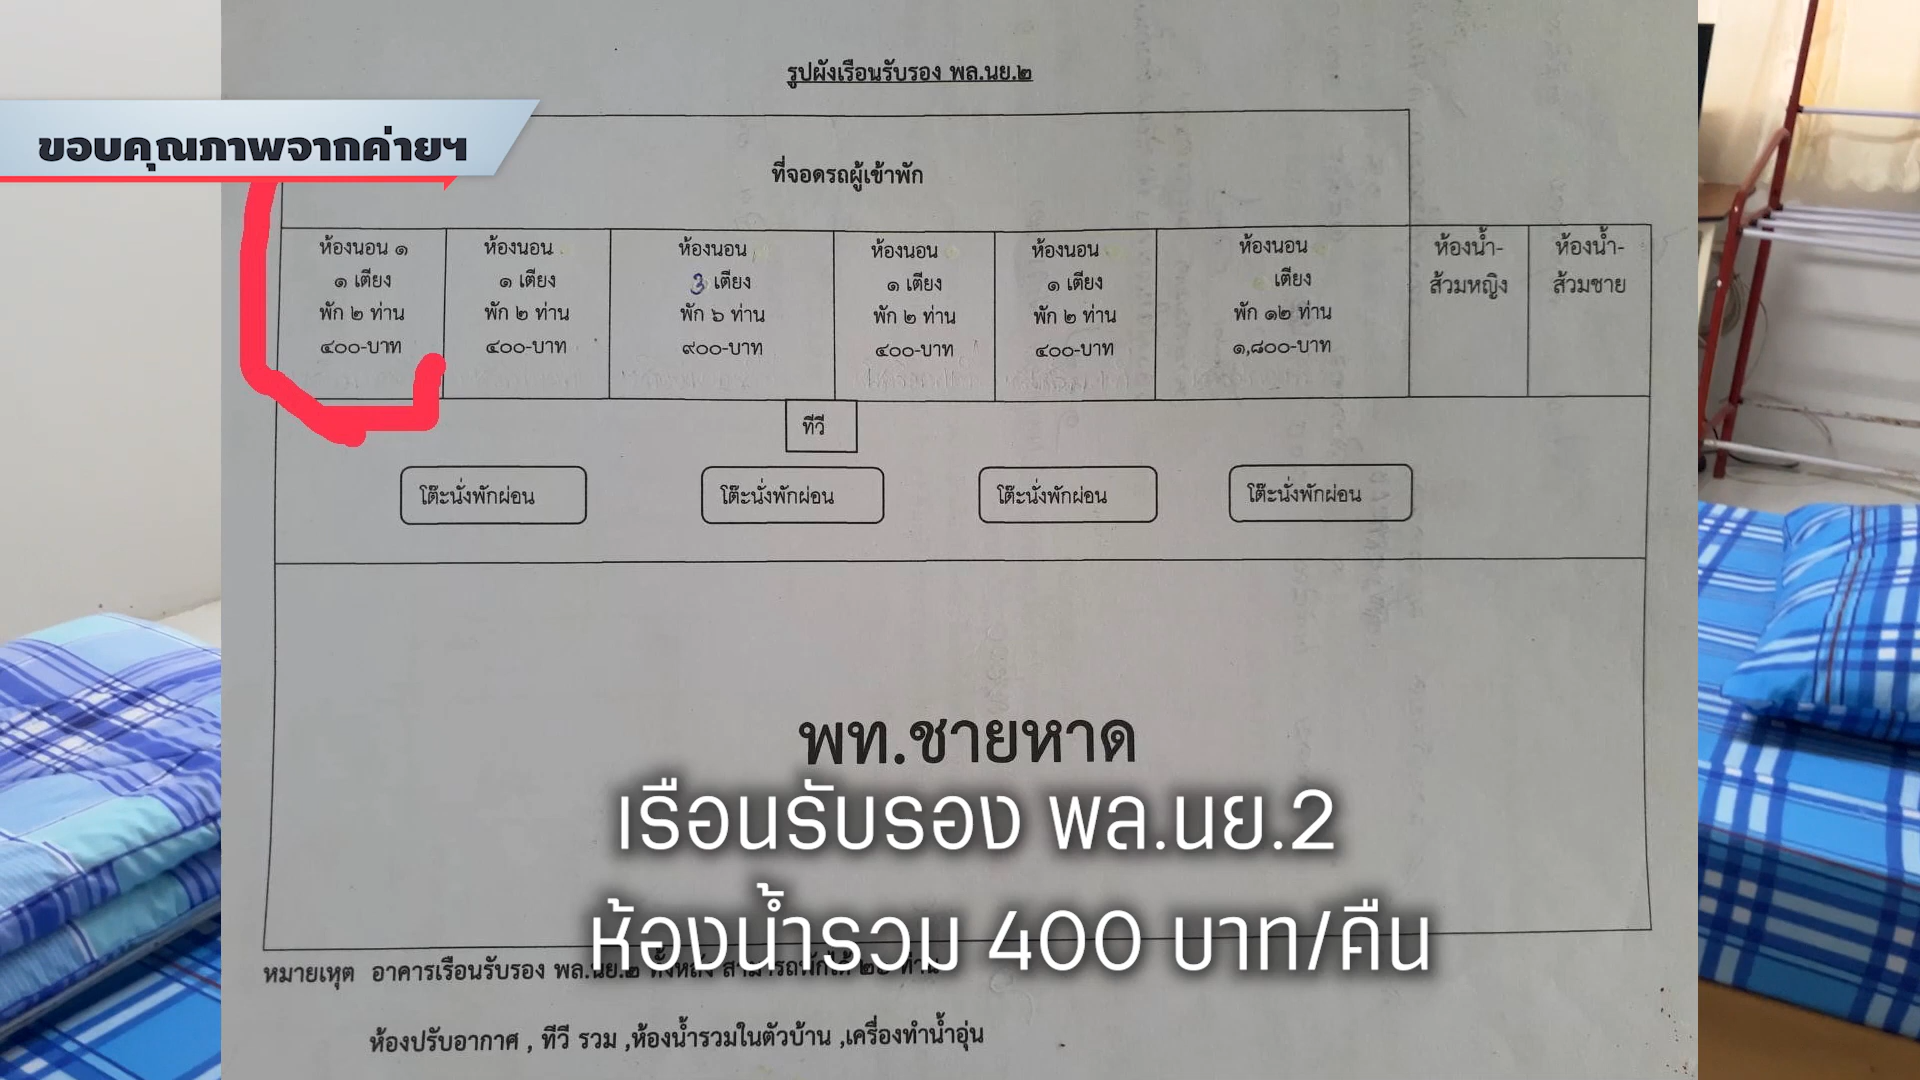 รูปผังเรือนรับรอง พล.นย.๒
ขอบคุณภาพจากค่ายฯ
ที่จอดรถผู้เข้าพัก
ห้องนอน ๑
๑ เตียง
พัก ๒ ท่าน
๔๐๐-บาท
ห้องนอน
๑ เตียง
พัก ๒ ท่าน
๔๐๐-บาท
ห้องนอน
3 เตียง
พัก ๖ ท่าน
๙๐๐-บาท
ห้องนอน
๑ เตียง
พัก ๒ ท่าน
๔๐๐-บาท
ห้องนอน
๑ เตียง
พัก ๒ ท่าน
๔๐๐-บาท
ห้องนอน
เตียง
พัก ๑๒ ท่าน
๑,๘๐๐-บาท
ห้องน้ำ-
ส้วมหญิง
ห้องน้ำ-
ส้วมชาย
ทีวี
โต๊ะนั่งพักผ่อน
โต๊ะนั่งพักผ่อน
โต๊ะนั่งพักผ่อน
โต๊ะนั่งพักผ่อน
พท.ชายหาด
เรือนรับรอง พล.นย.2
ห้องน้ำรวม 400 บาท/คืน
หมายเหตุ อาคารเรือนรับรอง พล.นย.๒ ทั้งหลัง สามารถพักได้ ท่าน
ห้องปรับอากาศ , ทีวี รวม ,ห้องน้ำรวมในตัวบ้าน ,เครื่องทำน้ำอุ่น